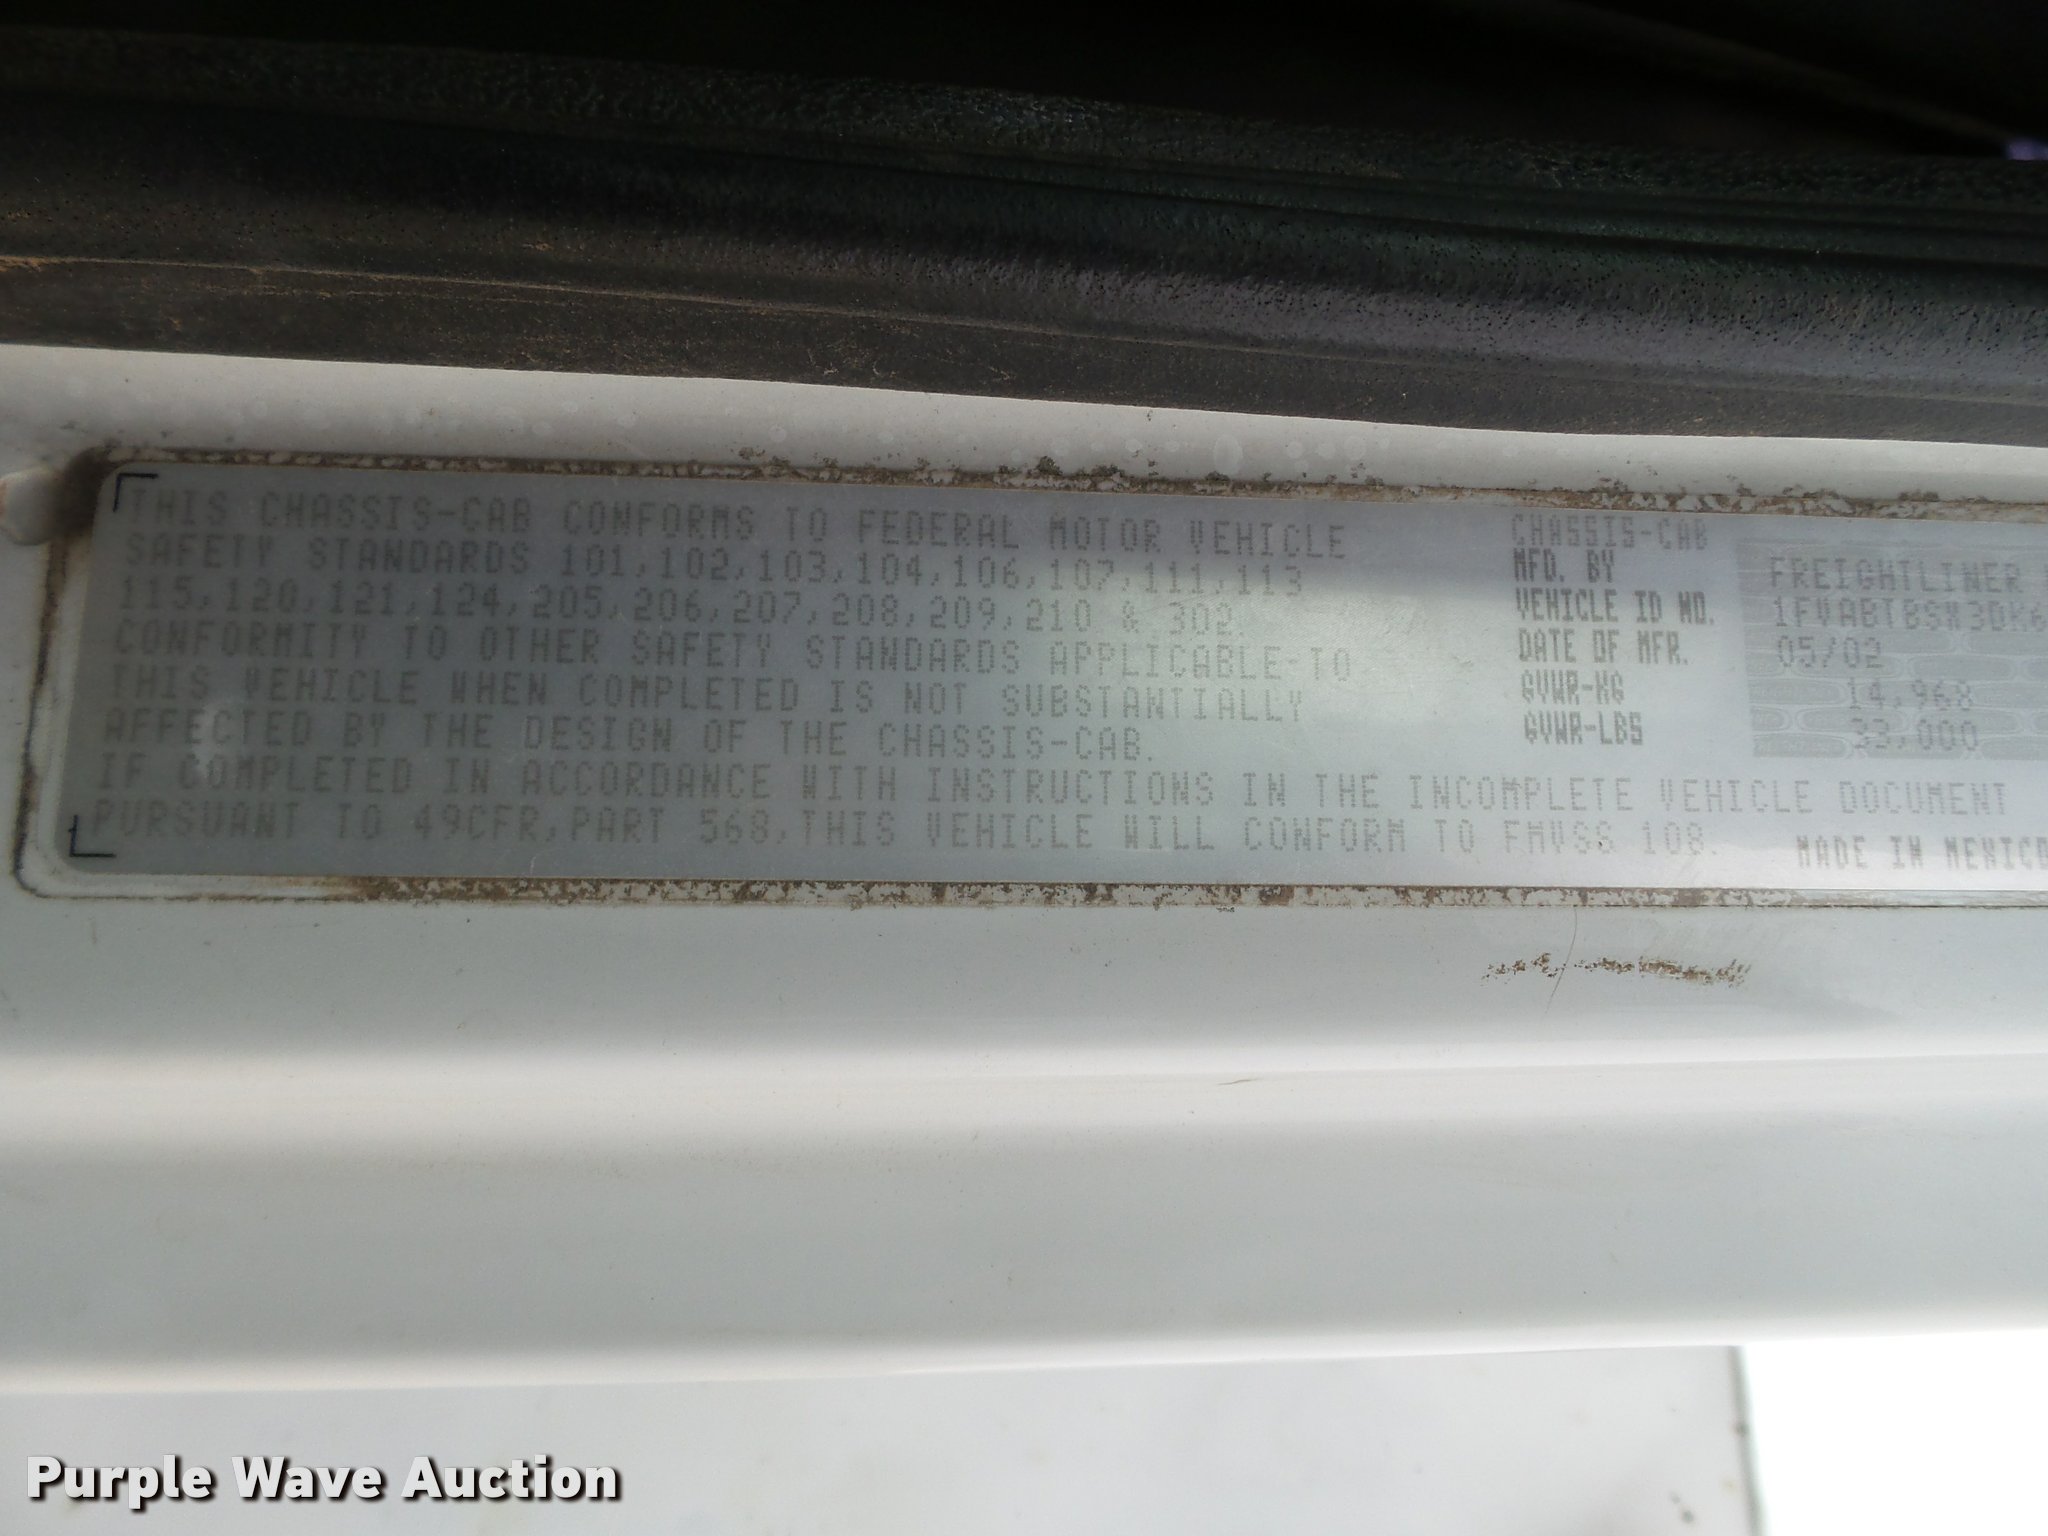 THIS CHASSIS-CAB CONFORMS TO FEDERAL MOTOR VEHICLE
SAFETY STANDARDS 101,102,103,104,106,107,111,113
115,120,121,124,205,206,207,208,209,210 & 302.
CONFORMITY TO OTHER SAFETY STANDARDS APPLICABLE-TO
THIS VEHICLE WHEN COMPLETED IS NOT SUBSTANTIALLY
AFFECTED BY THE DESIGN OF THE CHASSIS-CAB.
IF COMPLETED IN ACCORDANCE WITH INSTRUCTIONS IN THE INCOMPLETE VEHICLE DOCUMENT
PURSUANT TO 49CFR,PART 568,THIS VEHICLE WILL CONFORM TO FMVSS 108.
CHASSIS-CAB
MFD. BY FREIGHTLINER
VEHICLE ID NO. 1FVABTBSX3DK6
DATE OF MFR. 05/02
GVWR-KG 14,968
GVWR-LBS 33,000
MADE IN MEXICO
Purple Wave Auction